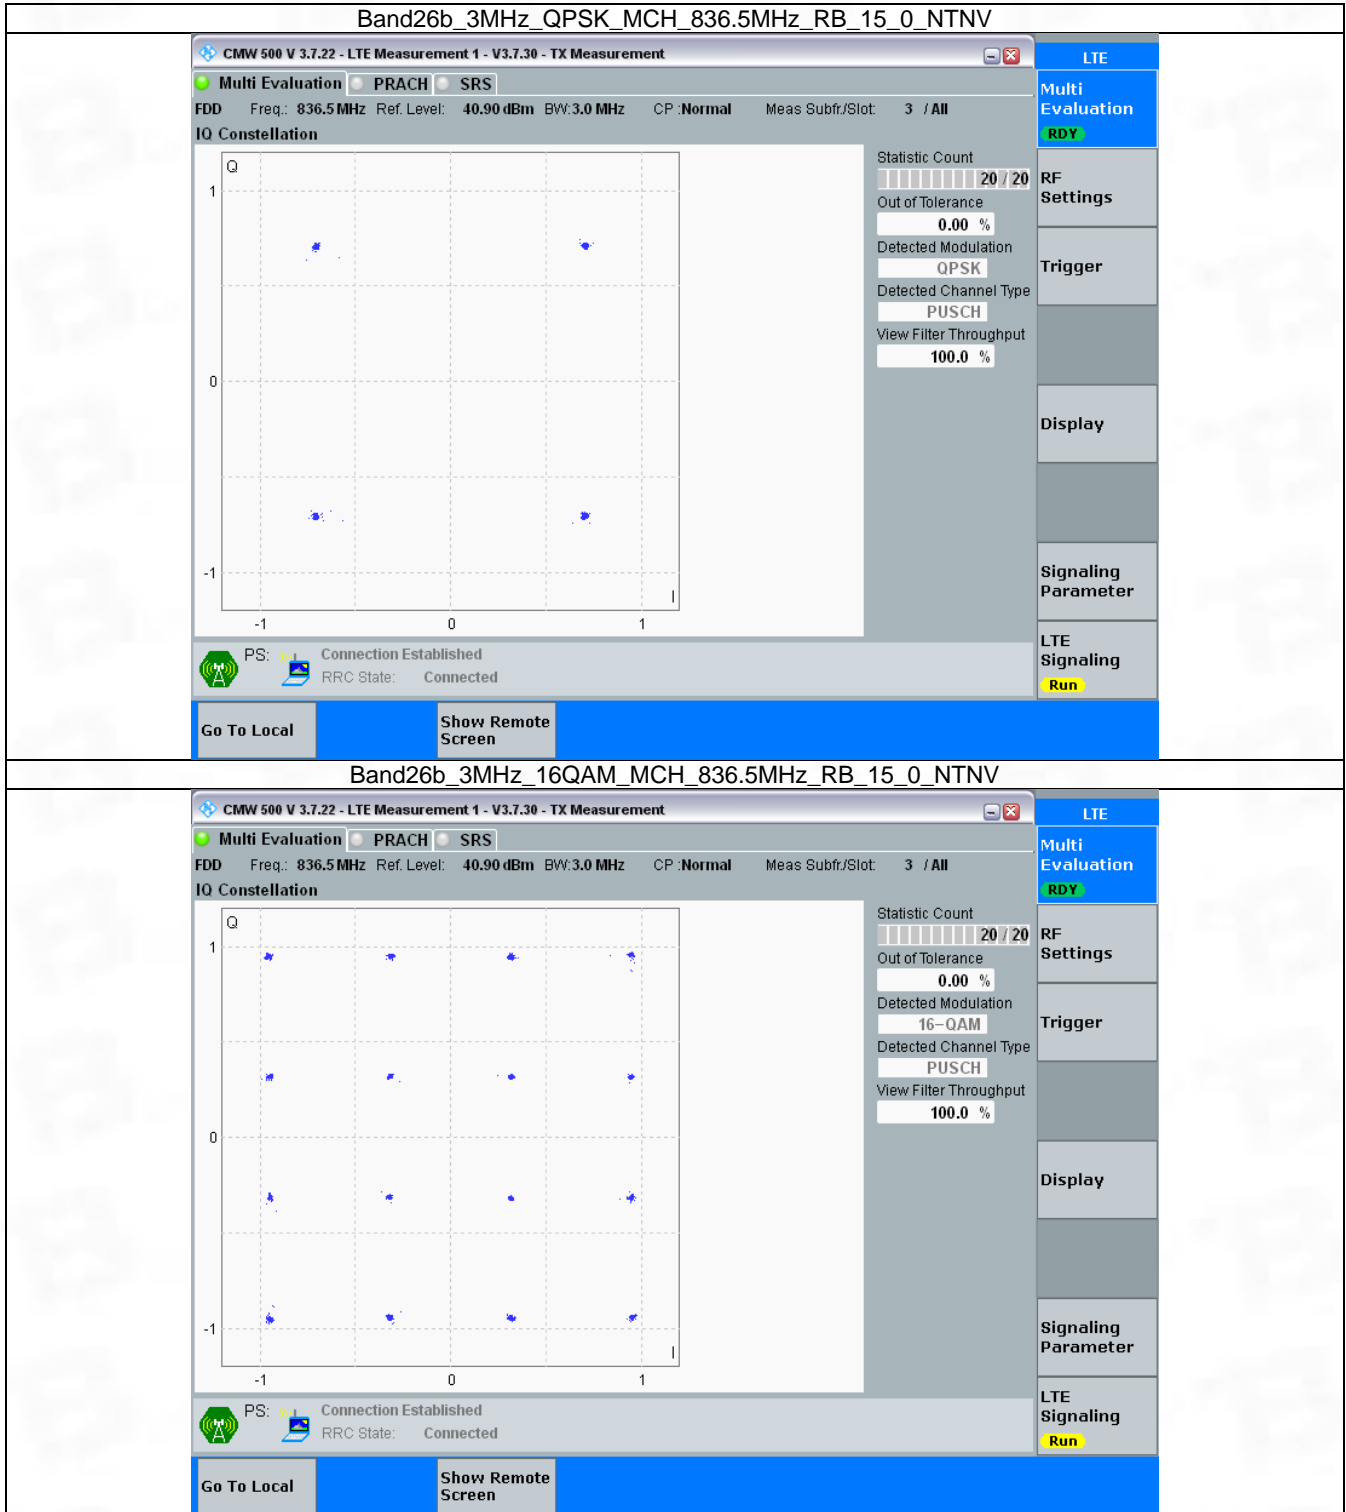 Band26b_3MHz_QPSK_MCH_836.5MHz_RB_15_0_NTNV
CMW 500 V 3.7.22 - LTE Measurement 1 - V3.7.30 - TX Measurement
LTE
Multi Evaluation PRACH SRS
Multi
Evaluation
RDY
FDD Freq.: 836.5 MHz Ref. Level: 40.90 dBm BW: 3.0 MHz CP : Normal Meas Subfr./Slot: 3 / All
IQ Constellation
Q
1
0
-1
-1 0 1
I
Statistic Count
20 / 20
Out of Tolerance
0.00 %
Detected Modulation
QPSK
Detected Channel Type
PUSCH
View Filter Throughput
100.0 %
RF
Settings
Trigger
Display
Signaling
Parameter
LTE
Signaling
Run
PS: Connection Established
RRC State: Connected
Go To Local
Show Remote
Screen
Band26b_3MHz_16QAM_MCH_836.5MHz_RB_15_0_NTNV
CMW 500 V 3.7.22 - LTE Measurement 1 - V3.7.30 - TX Measurement
LTE
Multi Evaluation PRACH SRS
Multi
Evaluation
RDY
FDD Freq.: 836.5 MHz Ref. Level: 40.90 dBm BW: 3.0 MHz CP : Normal Meas Subfr./Slot: 3 / All
IQ Constellation
Q
1
0
-1
-1 0 1
I
Statistic Count
20 / 20
Out of Tolerance
0.00 %
Detected Modulation
16-QAM
Detected Channel Type
PUSCH
View Filter Throughput
100.0 %
RF
Settings
Trigger
Display
Signaling
Parameter
LTE
Signaling
Run
PS: Connection Established
RRC State: Connected
Go To Local
Show Remote
Screen